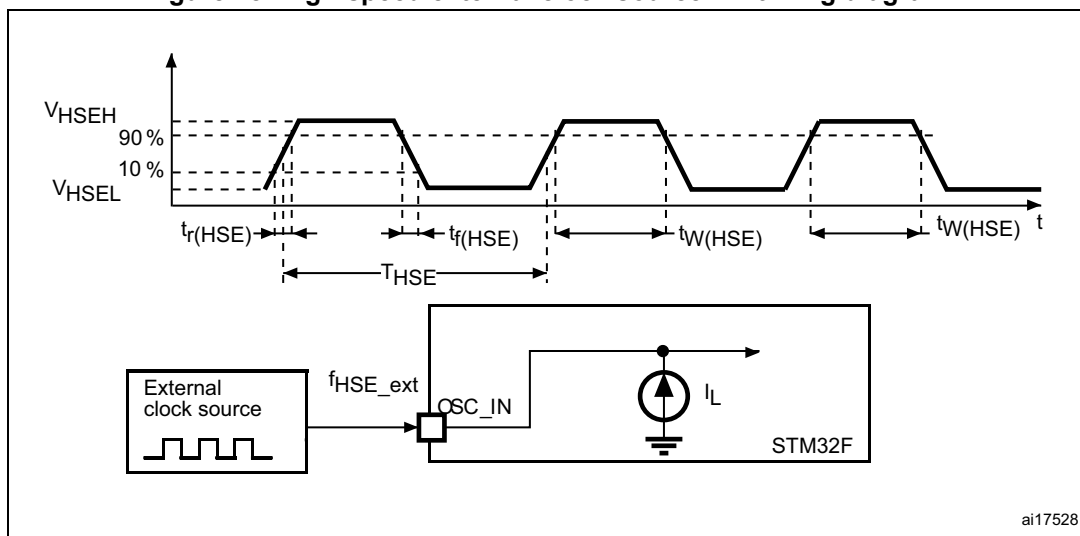 VHSEH
90 %
10 %
VHSEL
tr(HSE)
tf(HSE)
tW(HSE)
tW(HSE)
t
THSE
External
clock source
fHSE_ext
OSC_IN
IL
STM32F
ai17528